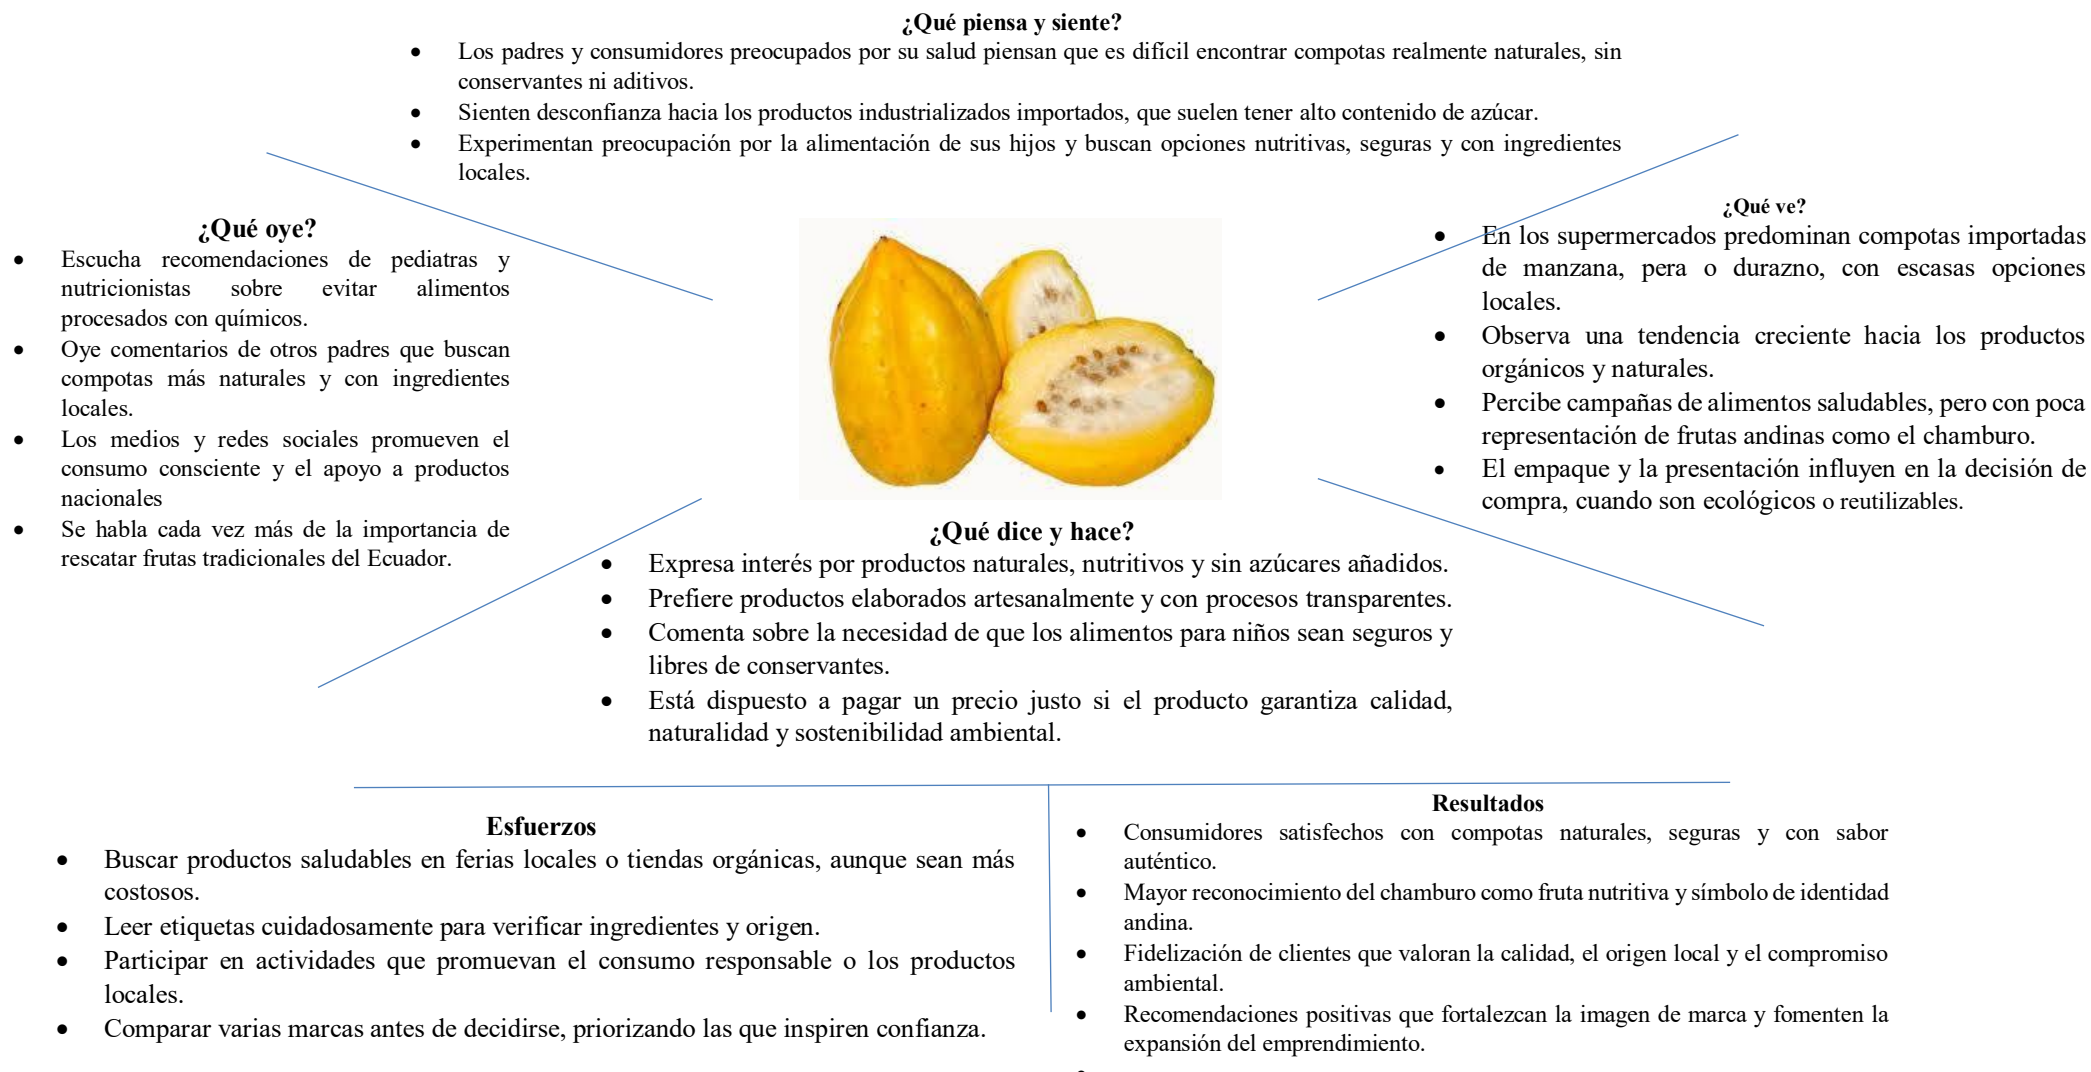 ¿Qué piensa y siente?
• Los padres y consumidores preocupados por su salud piensan que es difícil encontrar compotas realmente naturales, sin
conservantes ni aditivos.
• Sienten desconfianza hacia los productos industrializados importados, que suelen tener alto contenido de azúcar.
• Experimentan preocupación por la alimentación de sus hijos y buscan opciones nutritivas, seguras y con ingredientes
locales.
¿Qué oye?
• Escucha recomendaciones de pediatras y
nutricionistas sobre evitar alimentos
procesados con químicos.
• Oye comentarios de otros padres que buscan
compotas más naturales y con ingredientes
locales.
• Los medios y redes sociales promueven el
consumo consciente y el apoyo a productos
nacionales
• Se habla cada vez más de la importancia de
rescatar frutas tradicionales del Ecuador.
¿Qué ve?
• En los supermercados predominan compotas importadas
de manzana, pera o durazno, con escasas opciones
locales.
• Observa una tendencia creciente hacia los productos
orgánicos y naturales.
• Percibe campañas de alimentos saludables, pero con poca
representación de frutas andinas como el chamburo.
• El empaque y la presentación influyen en la decisión de
compra, cuando son ecológicos o reutilizables.
¿Qué dice y hace?
• Expresa interés por productos naturales, nutritivos y sin azúcares añadidos.
• Prefiere productos elaborados artesanalmente y con procesos transparentes.
• Comenta sobre la necesidad de que los alimentos para niños sean seguros y
libres de conservantes.
• Está dispuesto a pagar un precio justo si el producto garantiza calidad,
naturalidad y sostenibilidad ambiental.
Esfuerzos
• Buscar productos saludables en ferias locales o tiendas orgánicas, aunque sean más
costosos.
• Leer etiquetas cuidadosamente para verificar ingredientes y origen.
• Participar en actividades que promuevan el consumo responsable o los productos
locales.
• Comparar varias marcas antes de decidirse, priorizando las que inspiren confianza.
Resultados
• Consumidores satisfechos con compotas naturales, seguras y con sabor
auténtico.
• Mayor reconocimiento del chamburo como fruta nutritiva y símbolo de identidad
andina.
• Fidelización de clientes que valoran la calidad, el origen local y el compromiso
ambiental.
• Recomendaciones positivas que fortalezcan la imagen de marca y fomenten la
expansión del emprendimiento.